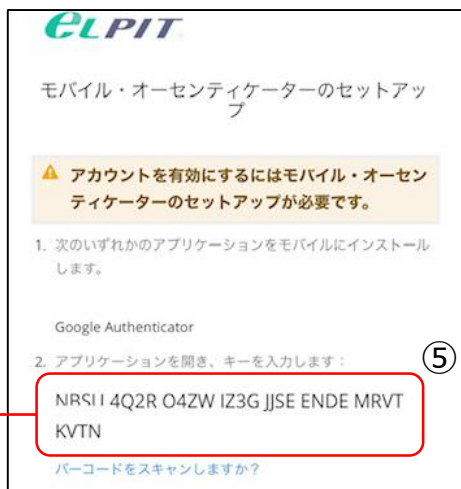 eLPIT
モバイル・オーセンティケーターのセットアッ
プ
アカウントを有効にするにはモバイル・オーセン
ティケーターのセットアップが必要です。
1. 次のいずれかのアプリケーションをモバイルにインストール
します。
Google Authenticator
2. アプリケーションを開き、キーを入力します：
⑤
NBSU 4Q2R O4ZW IZ3G JJSE ENDE MRVT
KVTN
バーコードをスキャンしますか？